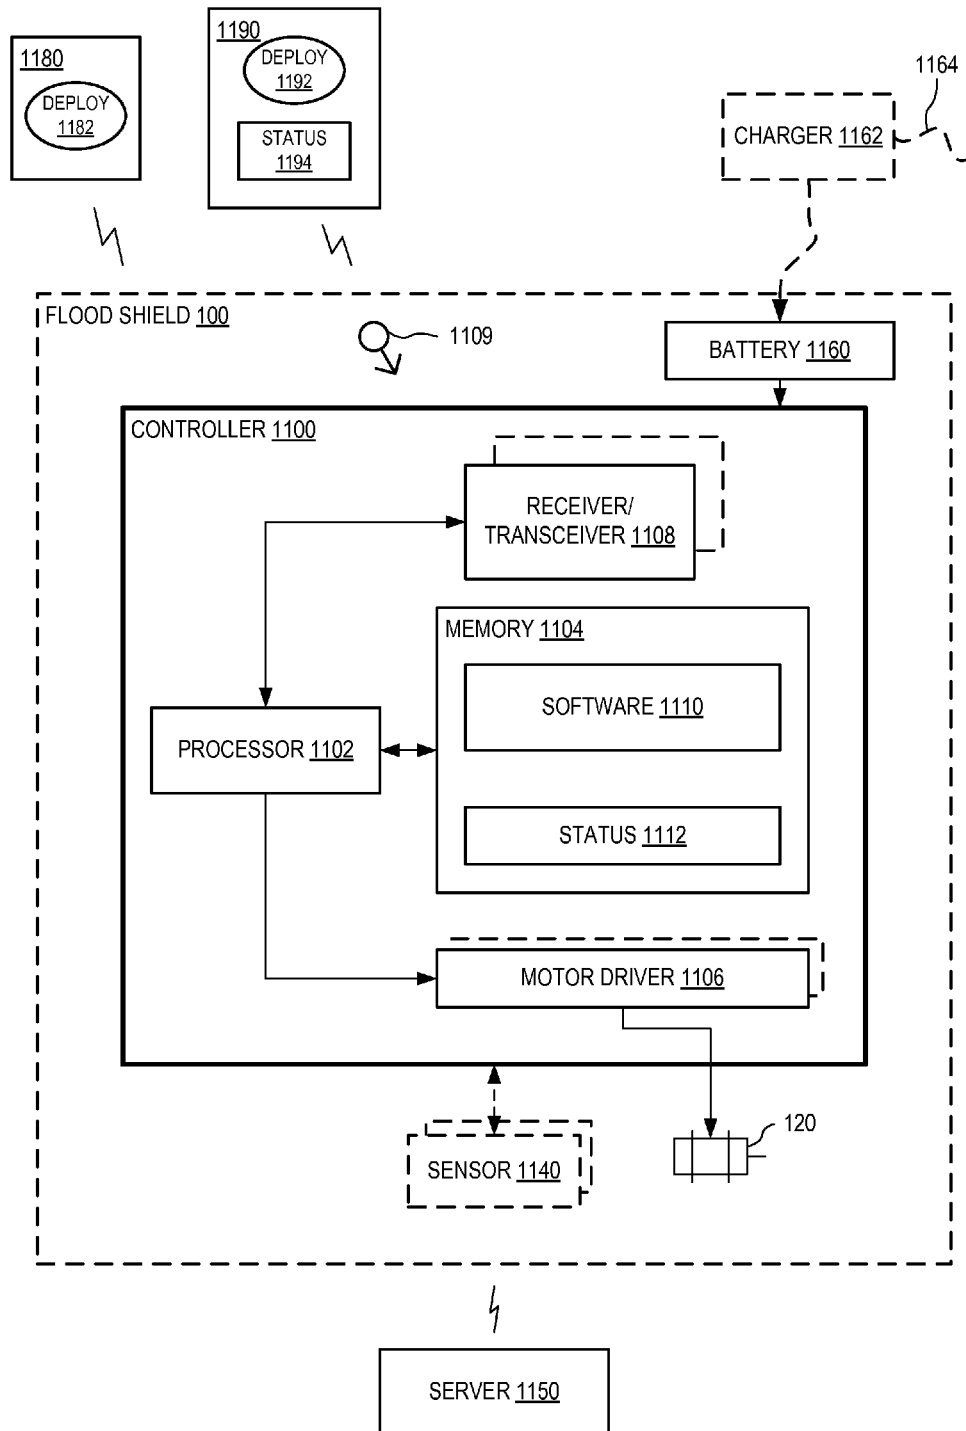 1180
DEPLOY
1182
1190
DEPLOY
1192
STATUS
1194
1164
CHARGER 1162
FLOOD SHIELD 100
1109
BATTERY 1160
CONTROLLER 1100
RECEIVER/
TRANSCEIVER 1108
MEMORY 1104
SOFTWARE 1110
PROCESSOR 1102
STATUS 1112
MOTOR DRIVER 1106
120
SENSOR 1140
SERVER 1150